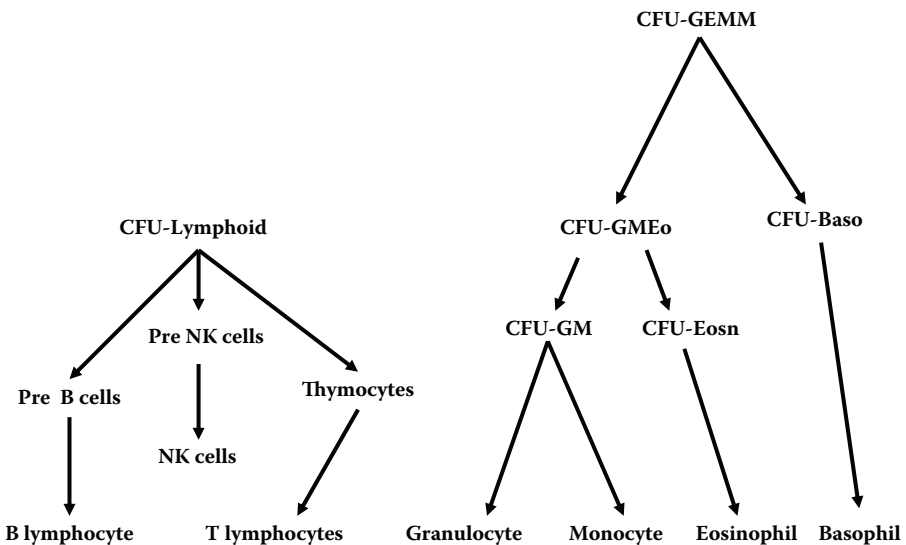 CFU-GEMM
CFU-Lymphoid
CFU-GMEo
CFU-Baso
Pre NK cells
CFU-GM
CFU-Eosn
Pre B cells
Thymocytes
NK cells
B lymphocyte
T lymphocytes
Granulocyte
Monocyte
Eosinophil
Basophil